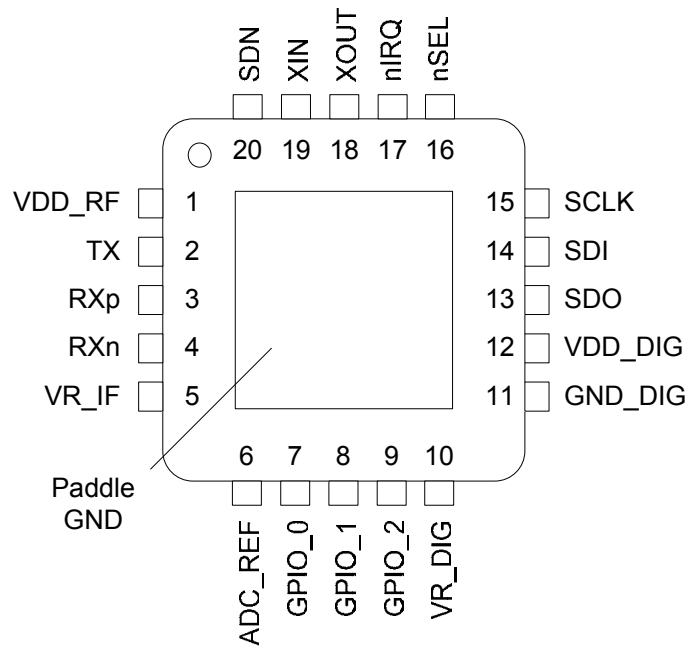 SDN
XIN
XOUT
nIRQ
nSEL
20 19 18 17 16
VDD_RF 1
TX 2
RXp 3
RXn 4
VR_IF 5
15 SCLK
14 SDI
13 SDO
12 VDD_DIG
11 GND_DIG
6 7 8 9 10
Paddle
GND
ADC_REF
GPIO_0
GPIO_1
GPIO_2
VR_DIG